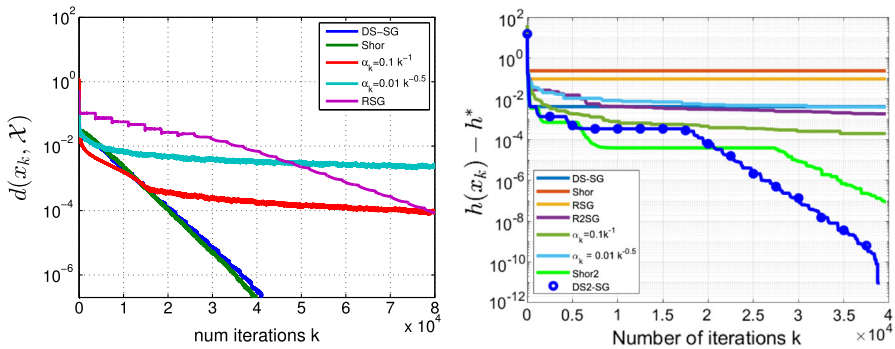 10^2
10^0
10^-2
10^-4
10^-6
d(x_k, 𝒳)
0 1 2 3 4 5 6 7 8
x 10^4
num iterations k
DS-SG
Shor
α_k=0.1 k^-1
α_k=0.01 k^-0.5
RSG
10^2
10^0
10^-2
10^-4
10^-6
10^-8
10^-10
10^-12
h(x_k) − h*
DS-SG
Shor
RSG
R2SG
α_k=0.1k^-1
α_k = 0.01 k^-0.5
Shor2
DS2-SG
0 0.5 1 1.5 2 2.5 3 3.5 4
×10^4
Number of iterations k